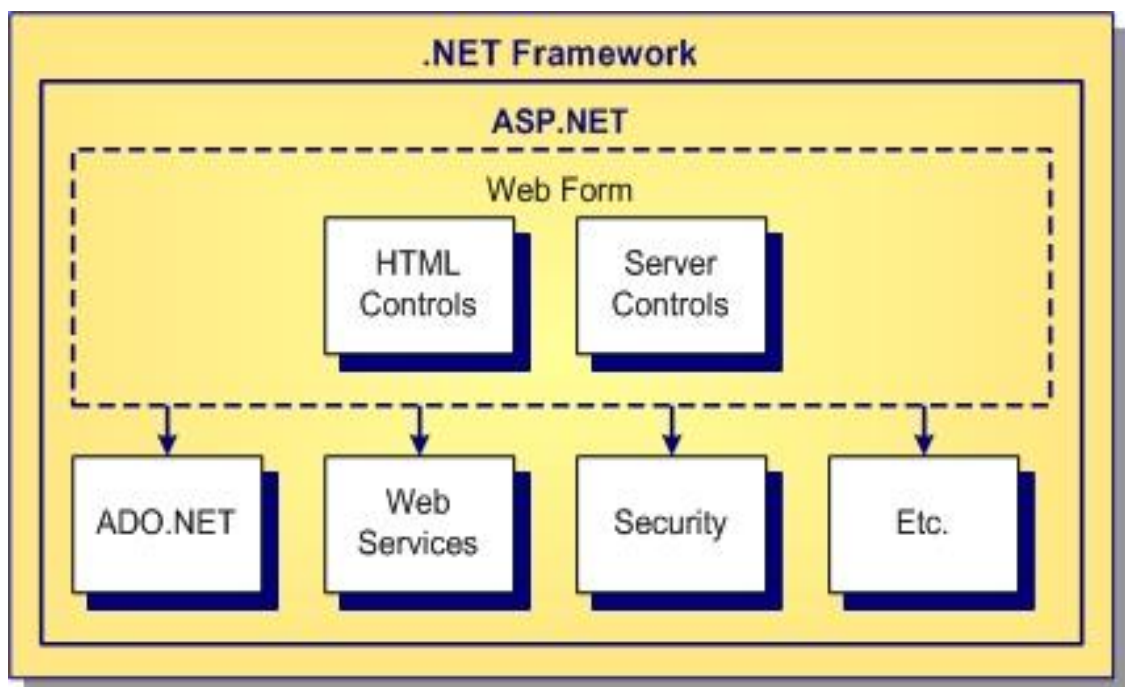 .NET Framework
ASP.NET
Web Form
HTML
Controls
Server
Controls
ADO.NET
Web
Services
Security
Etc.